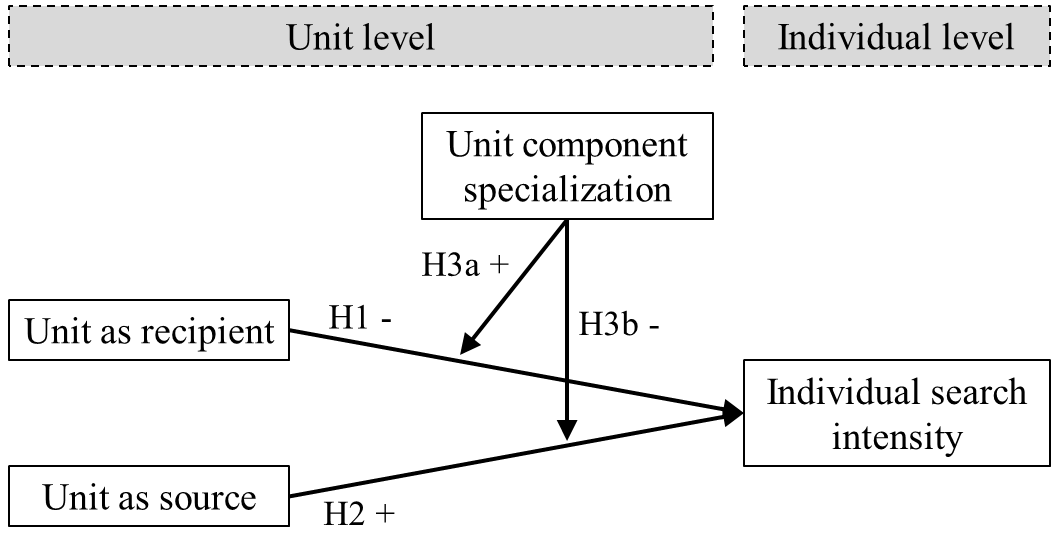 Unit level
Individual level
Unit component
specialization
H3a +
H1 -
H3b -
Unit as recipient
Individual search
intensity
Unit as source
H2 +